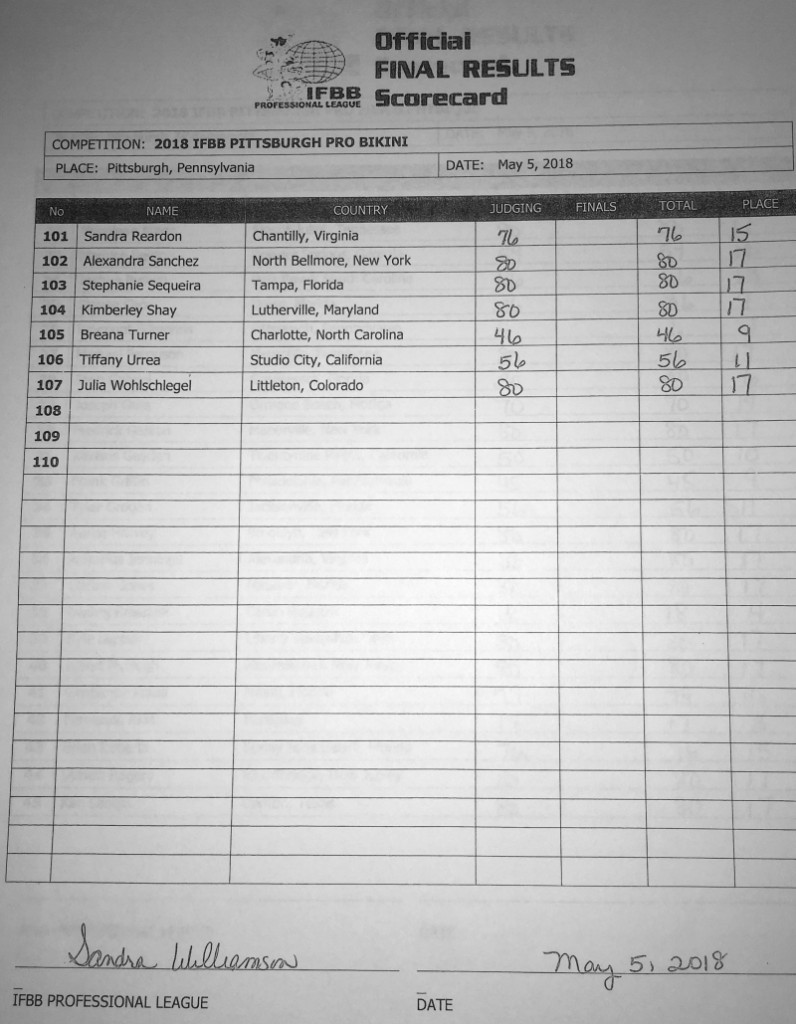 Official
FINAL RESULTS
IFBB
PROFESSIONAL LEAGUE Scorecard
COMPETITION: 2018 IFBB PITTSBURGH PRO BIKINI
PLACE: Pittsburgh, Pennsylvania DATE: May 5, 2018
No NAME COUNTRY JUDGING FINALS TOTAL PLACE
101 Sandra Reardon Chantilly, Virginia 76 76 15
102 Alexandra Sanchez North Bellmore, New York 80 80 17
103 Stephanie Sequeira Tampa, Florida 80 80 17
104 Kimberley Shay Lutherville, Maryland 80 80 17
105 Breana Turner Charlotte, North Carolina 46 46 9
106 Tiffany Urrea Studio City, California 56 56 11
107 Julia Wohlschlegel Littleton, Colorado 80 80 17
108
109
110
Sandra Williamson May 5, 2018
IFBB PROFESSIONAL LEAGUE DATE